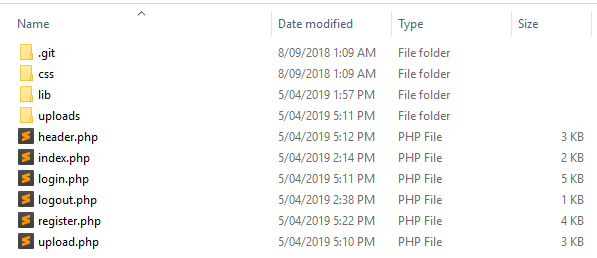 Name Date modified Type Size
.git 8/09/2018 1:09 AM File folder
css 8/09/2018 1:09 AM File folder
lib 5/04/2019 1:57 PM File folder
uploads 5/04/2019 5:11 PM File folder
header.php 5/04/2019 5:12 PM PHP File 3 KB
index.php 5/04/2019 2:14 PM PHP File 2 KB
login.php 5/04/2019 5:11 PM PHP File 5 KB
logout.php 5/04/2019 2:38 PM PHP File 1 KB
register.php 5/04/2019 5:22 PM PHP File 4 KB
upload.php 5/04/2019 5:10 PM PHP File 3 KB